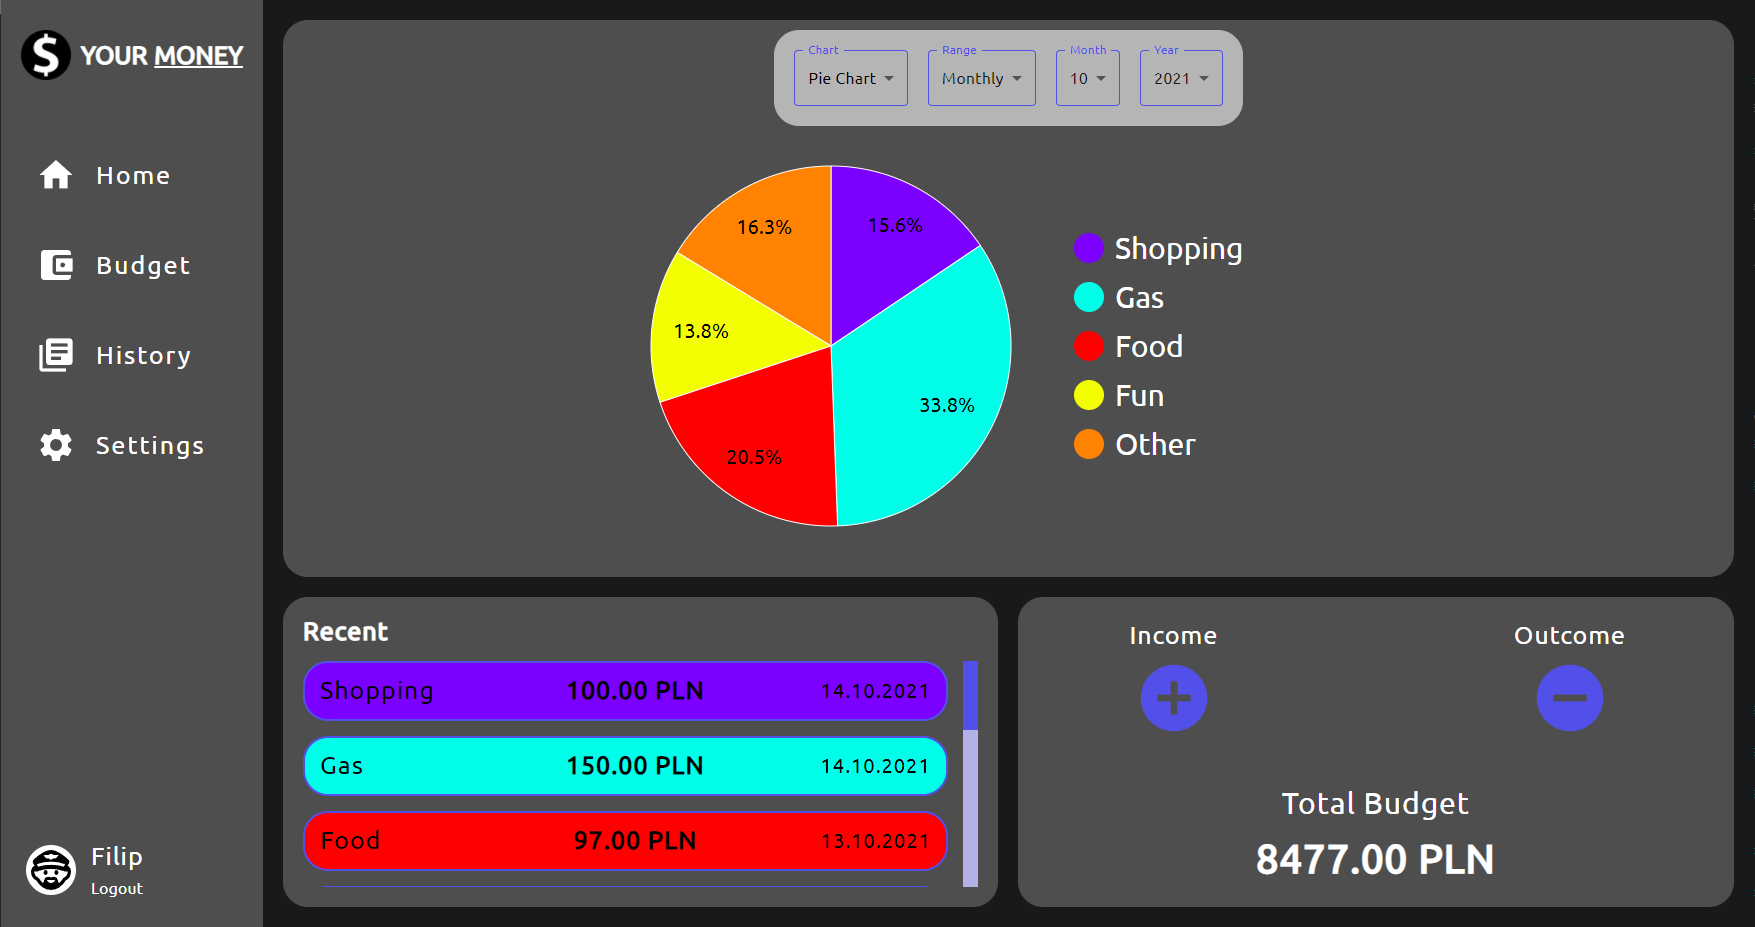 $ YOUR MONEY
Home
Budget
History
Settings
Filip
Logout
Chart Range Month Year
Pie Chart Monthly 10 2021
16.3% 15.6%
13.8%
33.8%
20.5%
Shopping
Gas
Food
Fun
Other
Recent
Shopping 100.00 PLN 14.10.2021
Gas 150.00 PLN 14.10.2021
Food 97.00 PLN 13.10.2021
Income Outcome
Total Budget
8477.00 PLN